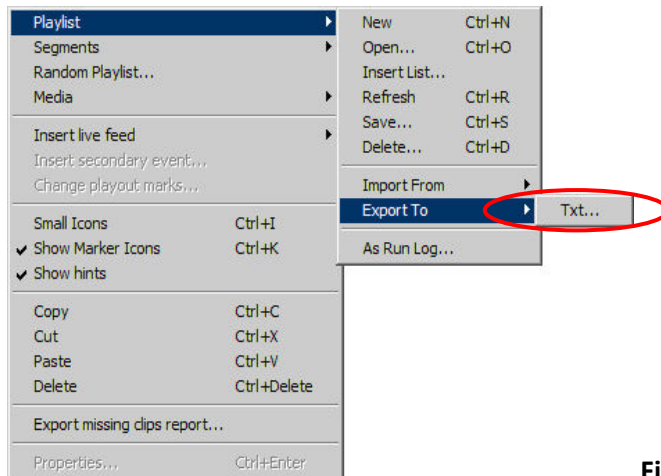 Playlist
Segments
Random Playlist...
Media
Insert live feed
Insert secondary event...
Change playout marks...
Small Icons Ctrl+I
Show Marker Icons Ctrl+K
Show hints
Copy Ctrl+C
Cut Ctrl+X
Paste Ctrl+V
Delete Ctrl+Delete
Export missing clips report...
Properties... Ctrl+Enter
New Ctrl+N
Open... Ctrl+O
Insert List...
Refresh Ctrl+R
Save... Ctrl+S
Delete... Ctrl+D
Import From
Export To
As Run Log...
Txt...
Fi